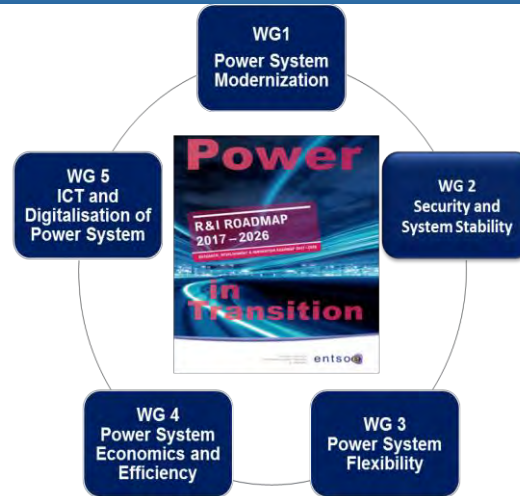 WG1
Power System
Modernization
WG 5
ICT and
Digitalisation of
Power System
Power
R&I ROADMAP
2017 – 2026
in
Transition
entsoe
WG 2
Security and
System Stability
WG 4
Power System
Economics and
Efficiency
WG 3
Power System
Flexibility